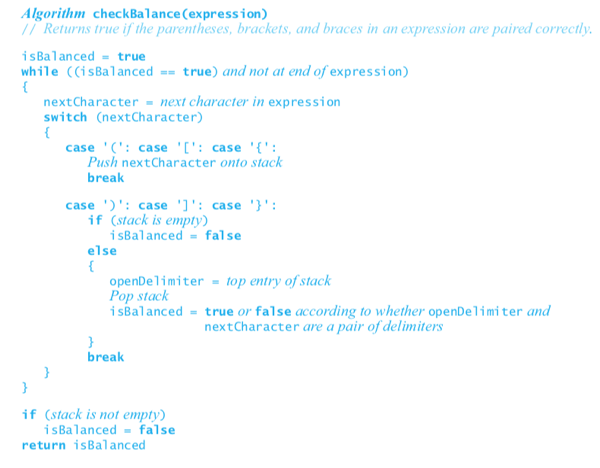 Algorithm checkBalance(expression)
// Returns true if the parentheses, brackets, and braces in an expression are paired correctly.
isBalanced = true
while ((isBalanced == true) and not at end of expression)
{
nextCharacter = next character in expression
switch (nextCharacter)
{
case '(': case '[': case '{':
Push nextCharacter onto stack
break
case ')': case ']': case '}':
if (stack is empty)
isBalanced = false
else
{
openDelimiter = top entry of stack
Pop stack
isBalanced = true or false according to whether openDelimiter and
nextCharacter are a pair of delimiters
}
break
}
}
if (stack is not empty)
isBalanced = false
return isBalanced